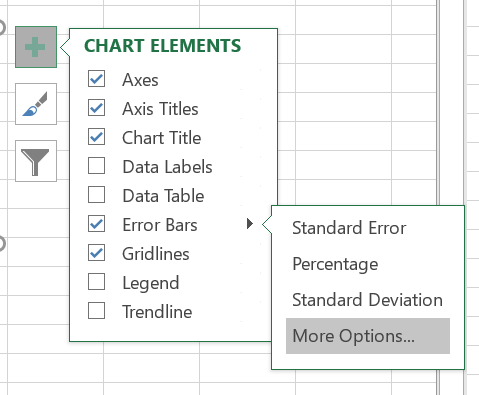 CHART ELEMENTS
Axes
Axis Titles
Chart Title
Data Labels
Data Table
Error Bars
Gridlines
Legend
Trendline
Standard Error
Percentage
Standard Deviation
More Options...